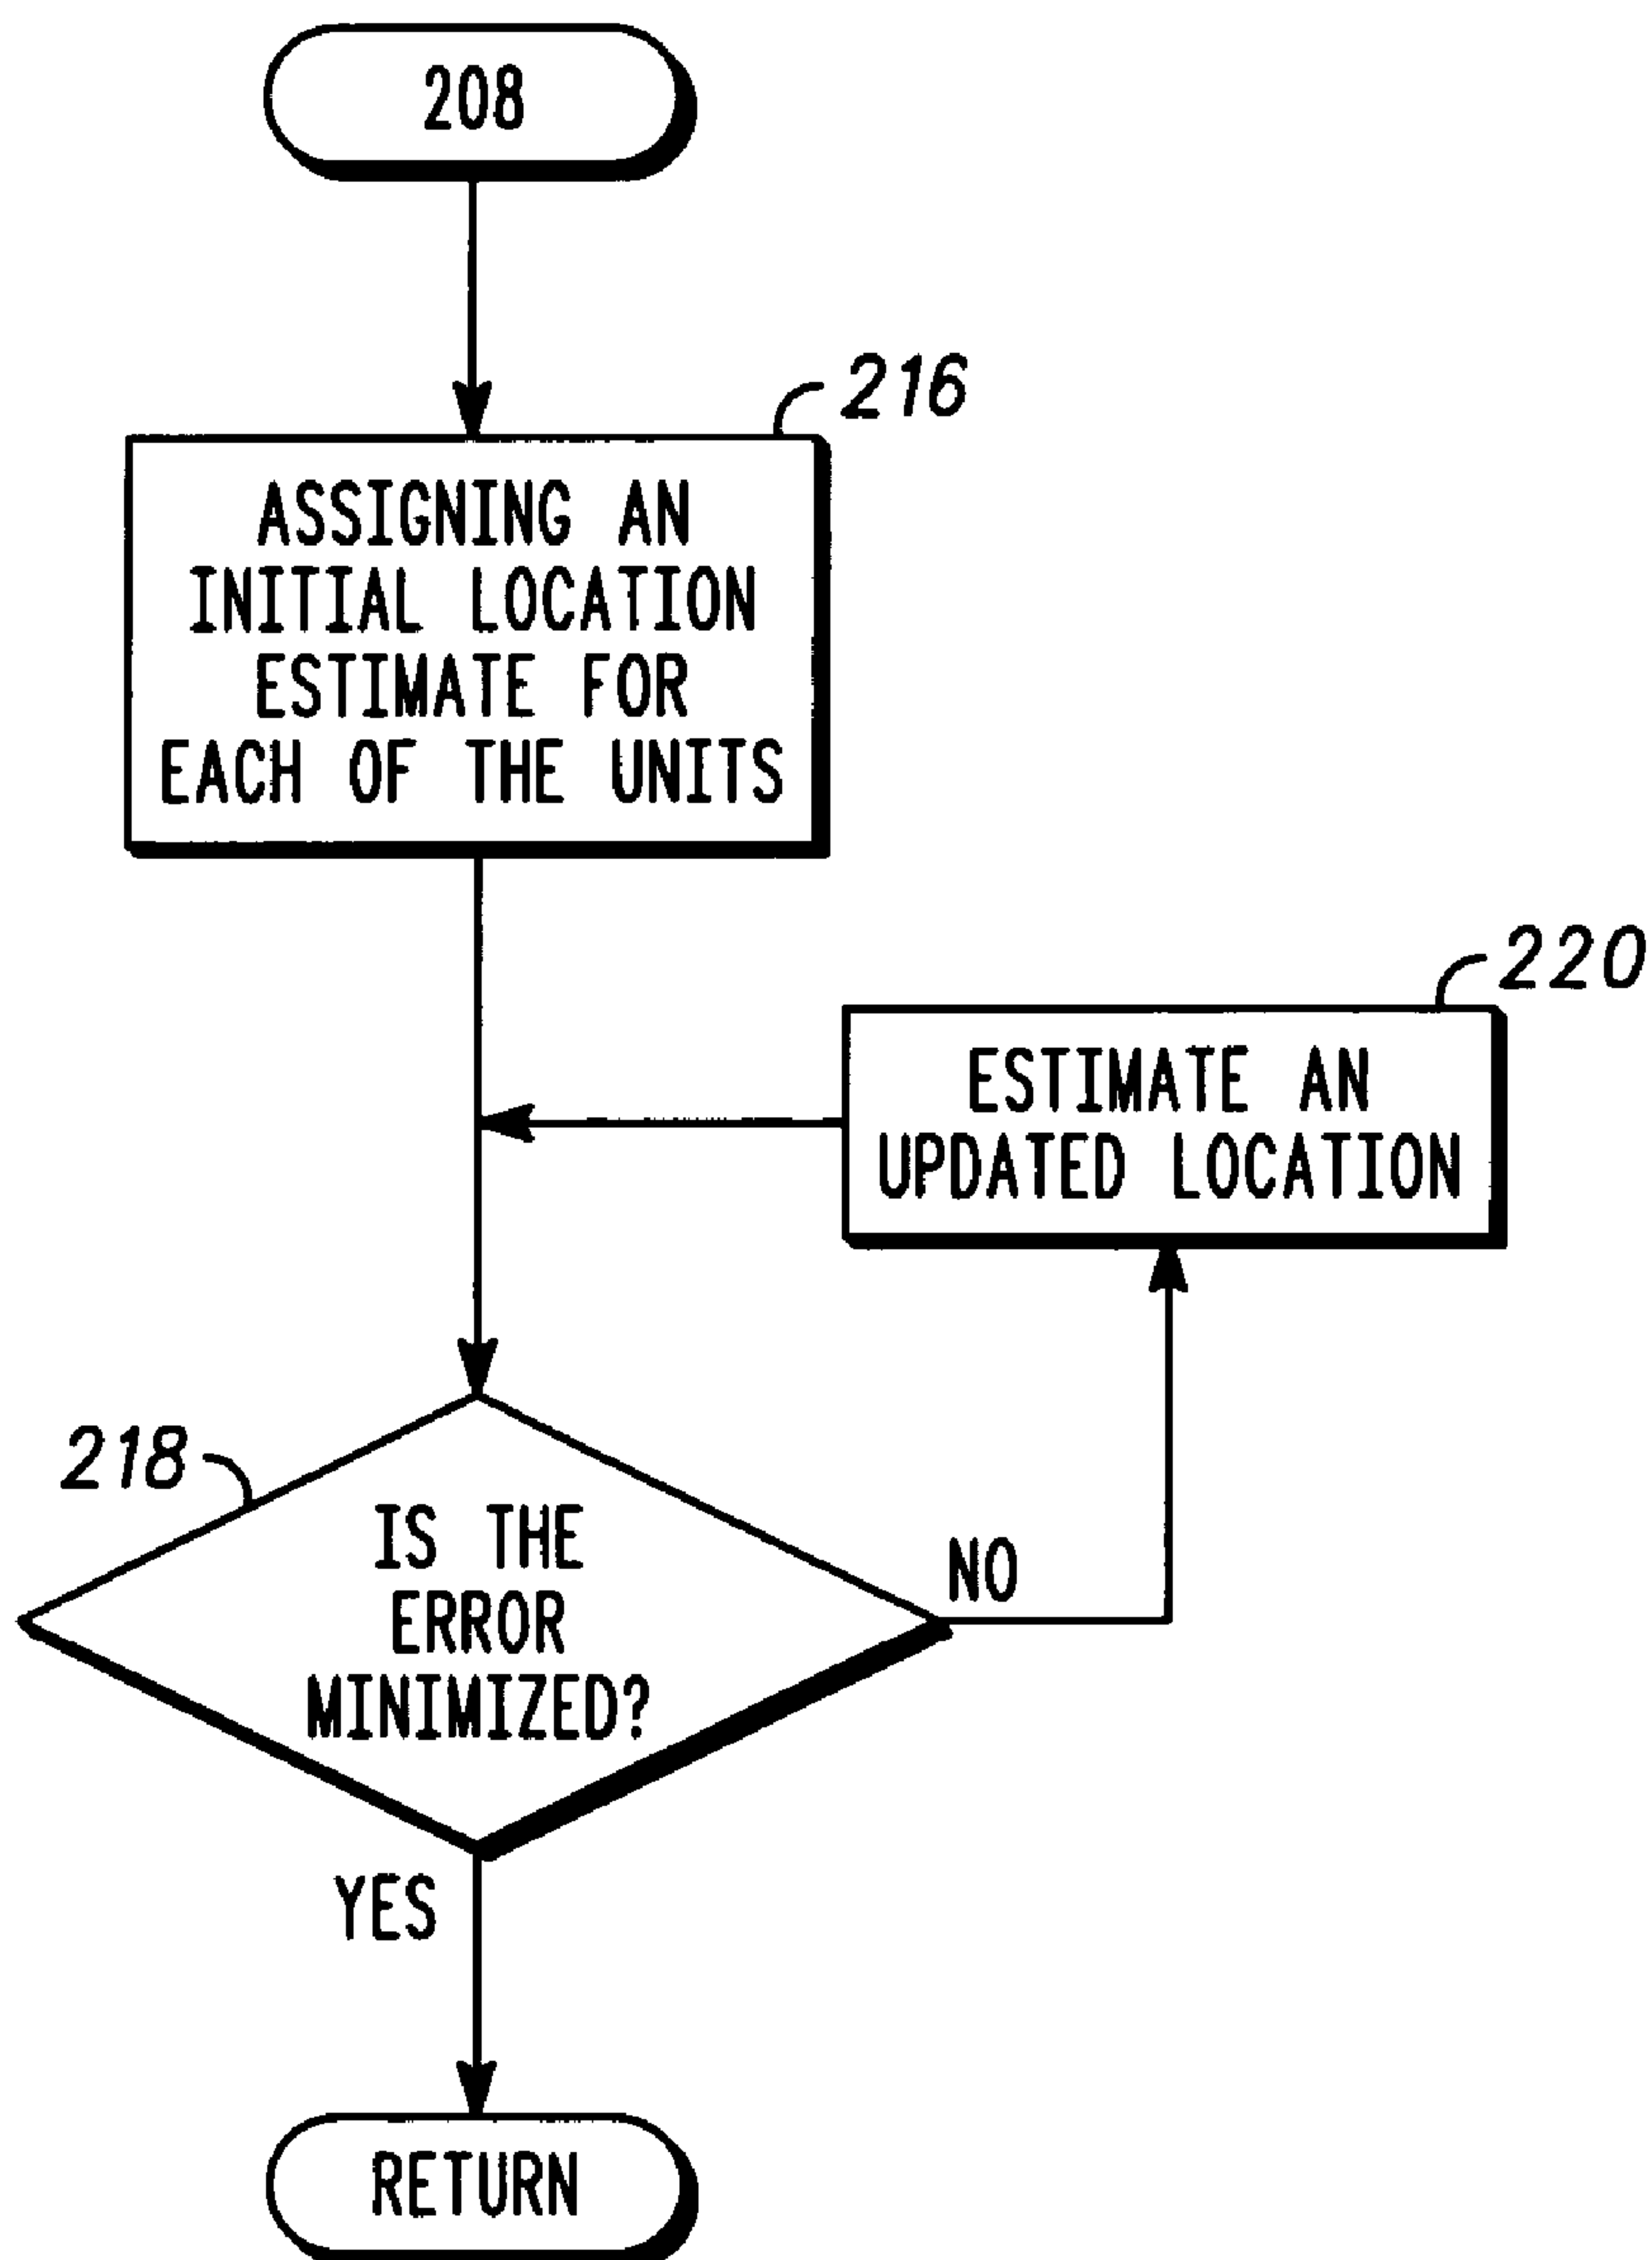 208
216
ASSIGNING AN
INITIAL LOCATION
ESTIMATE FOR
EACH OF THE UNITS
220
ESTIMATE AN
UPDATED LOCATION
218
IS THE
ERROR
MINIMIZED?
NO
YES
RETURN